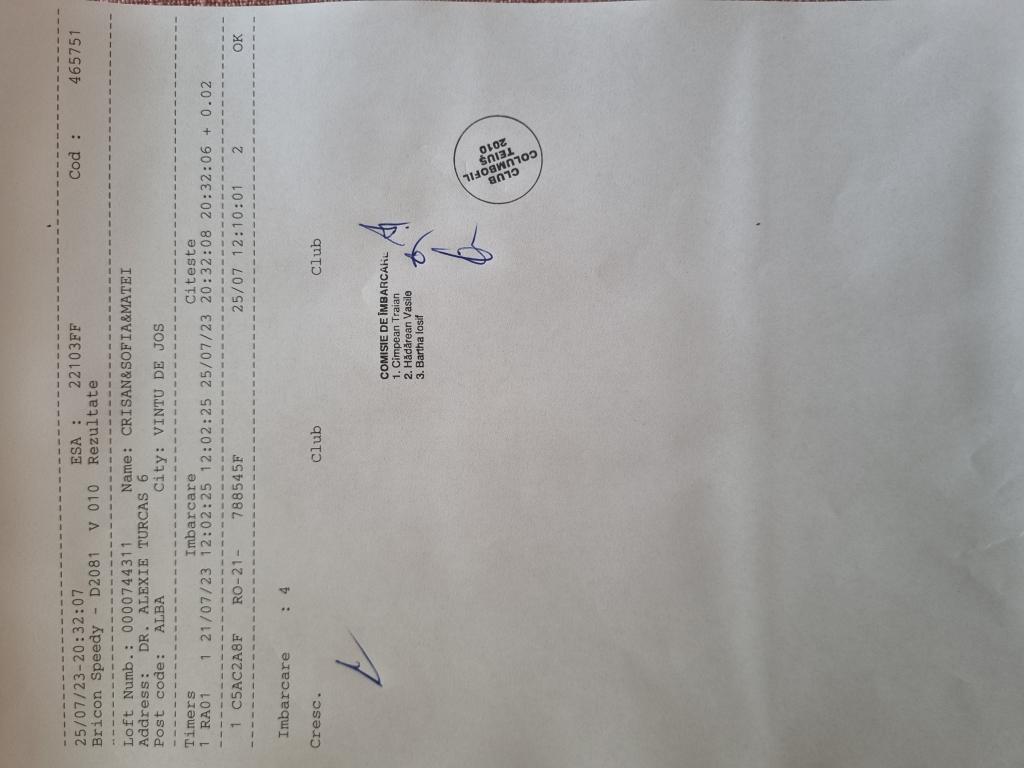 25/07/23-20:32:07 ESA : 22103FF Cod : 465751
Bricon Speedy - D2081 V 010 Rezultate
Loft Numb.: 0000744311 Name: CRISAN&SOFIA&MATEI
Address: DR. ALEXIE TURCAS 6
Post code: ALBA City: VINTU DE JOS
Timers Imbarcare Citeste
1 RA01 1 21/07/23 12:02:25 12:02:25 25/07/23 20:32:08 20:32:06 + 0.02
1 C5AC2A8F RO-21- 788545F 25/07 12:10:01 2 OK
Imbarcare : 4
Cresc. Club Club
COMISIE DE ÎMBARCARE
1. Cîmpean Traian
2. Hădărean Vasile
3. Bartha Iosif
CLUB
COLUMBOFIL
TEIUȘ
2010